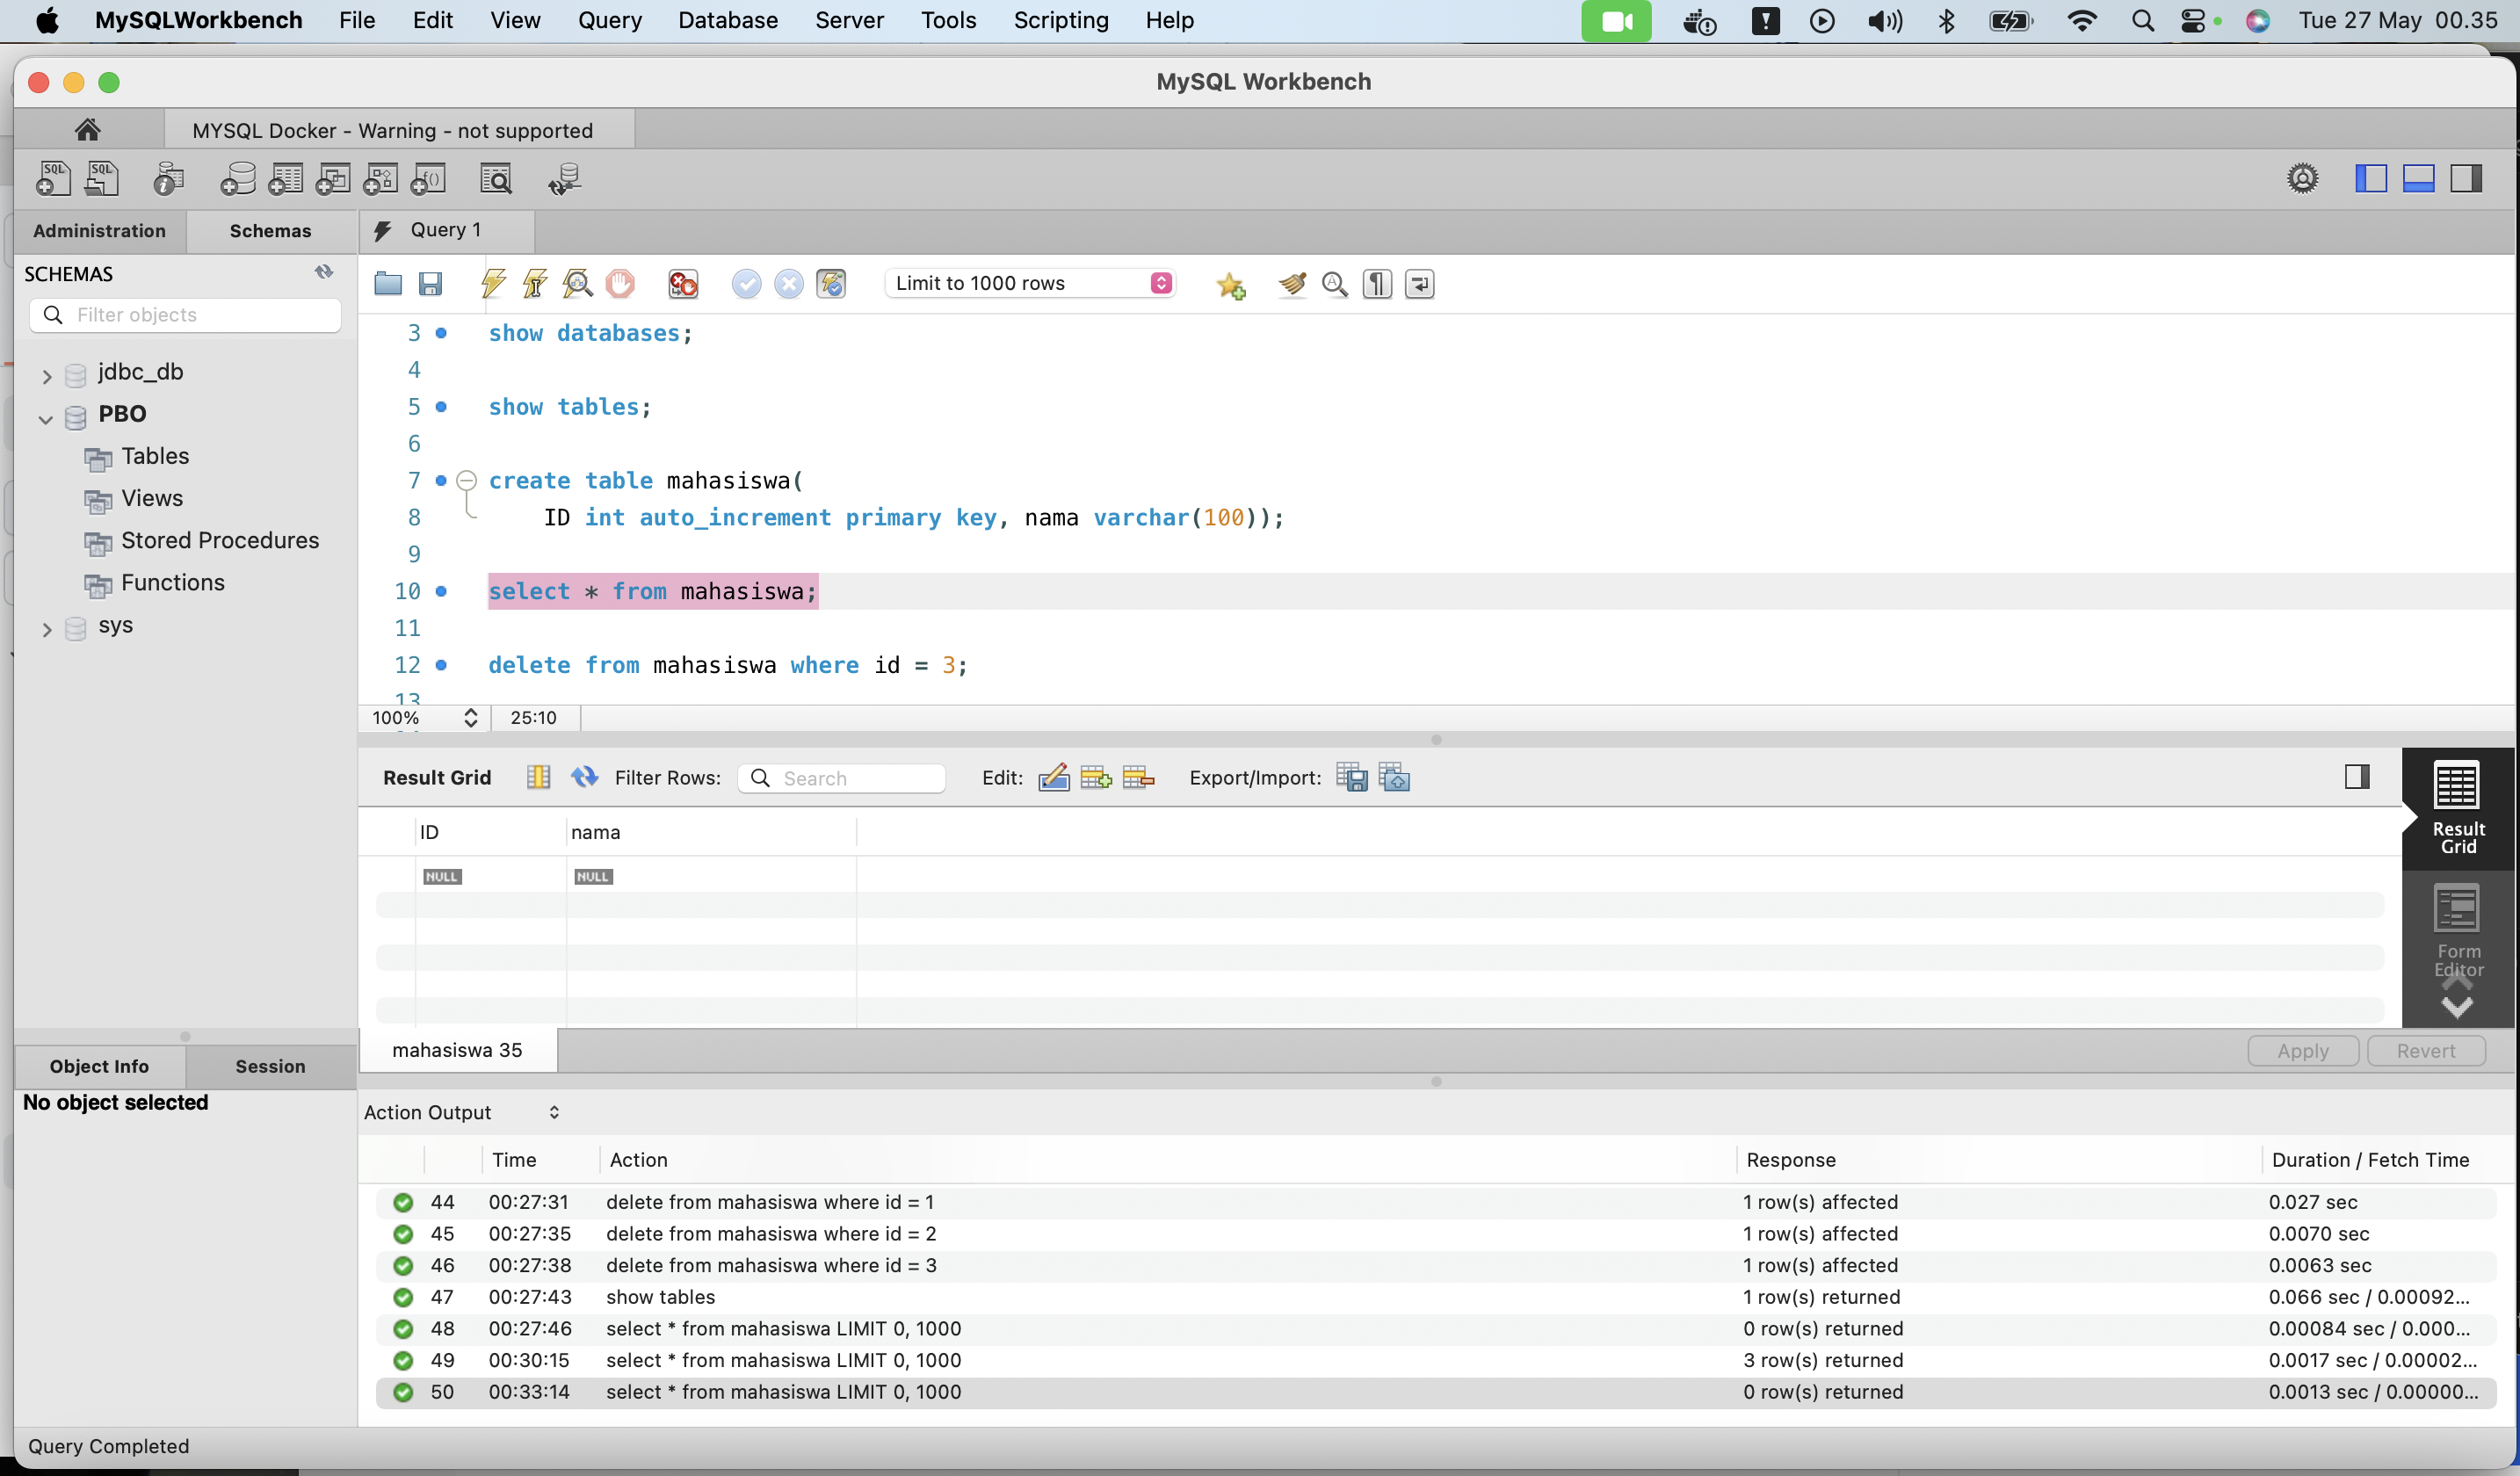 MySQLWorkbench File Edit View Query Database Server Tools Scripting Help Tue 27 May 00.35
MySQL Workbench
MYSQL Docker - Warning - not supported
Administration Schemas Query 1
SCHEMAS
Filter objects
jdbc_db
PBO
Tables
Views
Stored Procedures
Functions
sys
Limit to 1000 rows
3 show databases;
4
5 show tables;
6
7 create table mahasiswa(
8 ID int auto_increment primary key, nama varchar(100));
9
10 select * from mahasiswa;
11
12 delete from mahasiswa where id = 3;
13
100% 25:10
Result Grid Filter Rows: Search Edit: Export/Import:
ID nama
NULL NULL
Result
Grid
Form
Editor
mahasiswa 35 Apply Revert
Object Info Session
No object selected
Action Output
Time Action Response Duration / Fetch Time
44 00:27:31 delete from mahasiswa where id = 1 1 row(s) affected 0.027 sec
45 00:27:35 delete from mahasiswa where id = 2 1 row(s) affected 0.0070 sec
46 00:27:38 delete from mahasiswa where id = 3 1 row(s) affected 0.0063 sec
47 00:27:43 show tables 1 row(s) returned 0.066 sec / 0.00092...
48 00:27:46 select * from mahasiswa LIMIT 0, 1000 0 row(s) returned 0.00084 sec / 0.000...
49 00:30:15 select * from mahasiswa LIMIT 0, 1000 3 row(s) returned 0.0017 sec / 0.00002...
50 00:33:14 select * from mahasiswa LIMIT 0, 1000 0 row(s) returned 0.0013 sec / 0.00000...
Query Completed